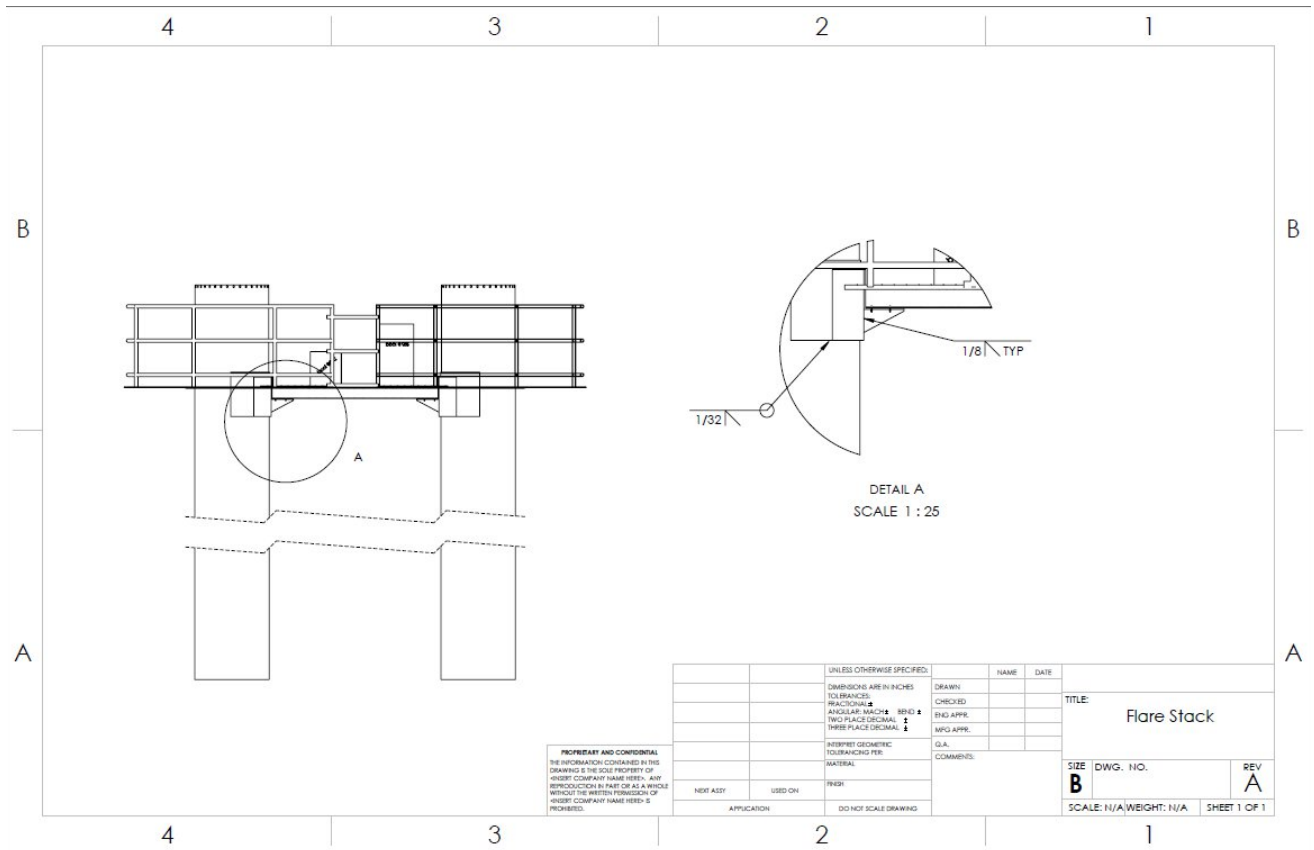 4 3 2 1
B B
A
1/8 TYP
1/32
DETAIL A
SCALE 1 : 25
A A
UNLESS OTHERWISE SPECIFIED:
DIMENSIONS ARE IN INCHES
TOLERANCES:
FRACTIONAL±
ANGULAR: MACH± BEND ±
TWO PLACE DECIMAL ±
THREE PLACE DECIMAL ±
INTERPRET GEOMETRIC
TOLERANCING PER:
MATERIAL
FINISH
DO NOT SCALE DRAWING
NAME DATE
DRAWN
CHECKED
ENG APPR.
MFG APPR.
Q.A.
COMMENTS:
TITLE:
Flare Stack
SIZE DWG. NO. REV
B A
SCALE: N/A WEIGHT: N/A SHEET 1 OF 1
NEXT ASSY USED ON
APPLICATION
PROPRIETARY AND CONFIDENTIAL
THE INFORMATION CONTAINED IN THIS
DRAWING IS THE SOLE PROPERTY OF
<INSERT COMPANY NAME HERE>. ANY
REPRODUCTION IN PART OR AS A WHOLE
WITHOUT THE WRITTEN PERMISSION OF
<INSERT COMPANY NAME HERE> IS
PROHIBITED.
4 3 2 1